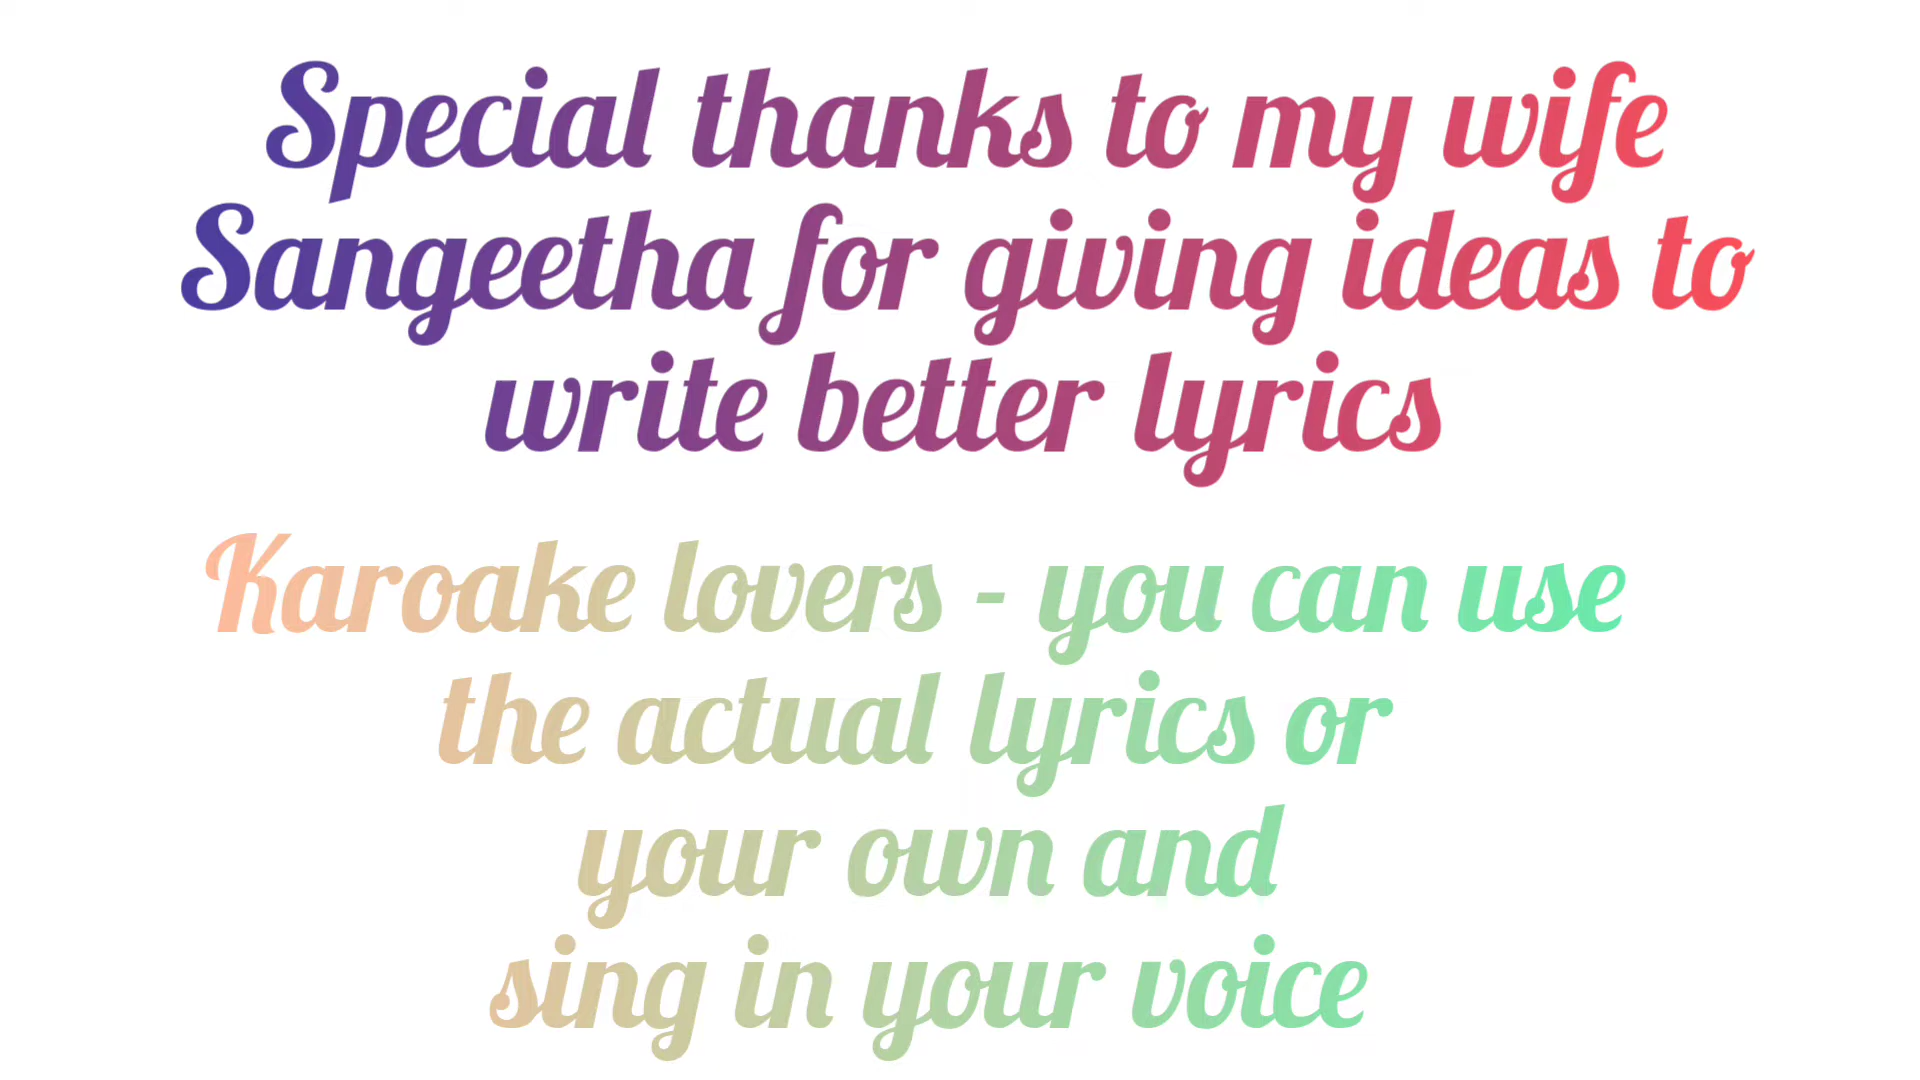 Special thanks to my wife
Sangeetha for giving ideas to
write better lyrics
Karoake lovers - you can use
the actual lyrics or
your own and
sing in your voice